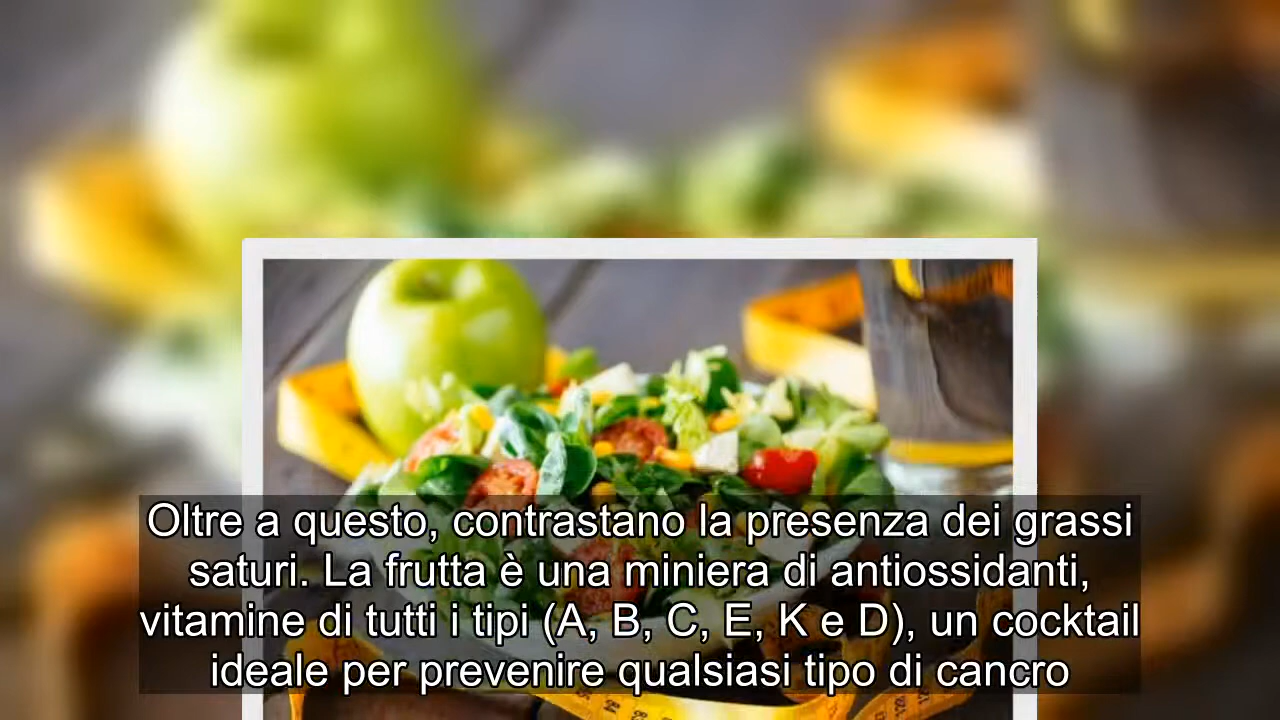 Oltre a questo, contrastano la presenza dei grassi
saturi. La frutta è una miniera di antiossidanti,
vitamine di tutti i tipi (A, B, C, E, K e D), un cocktail
ideale per prevenire qualsiasi tipo di cancro